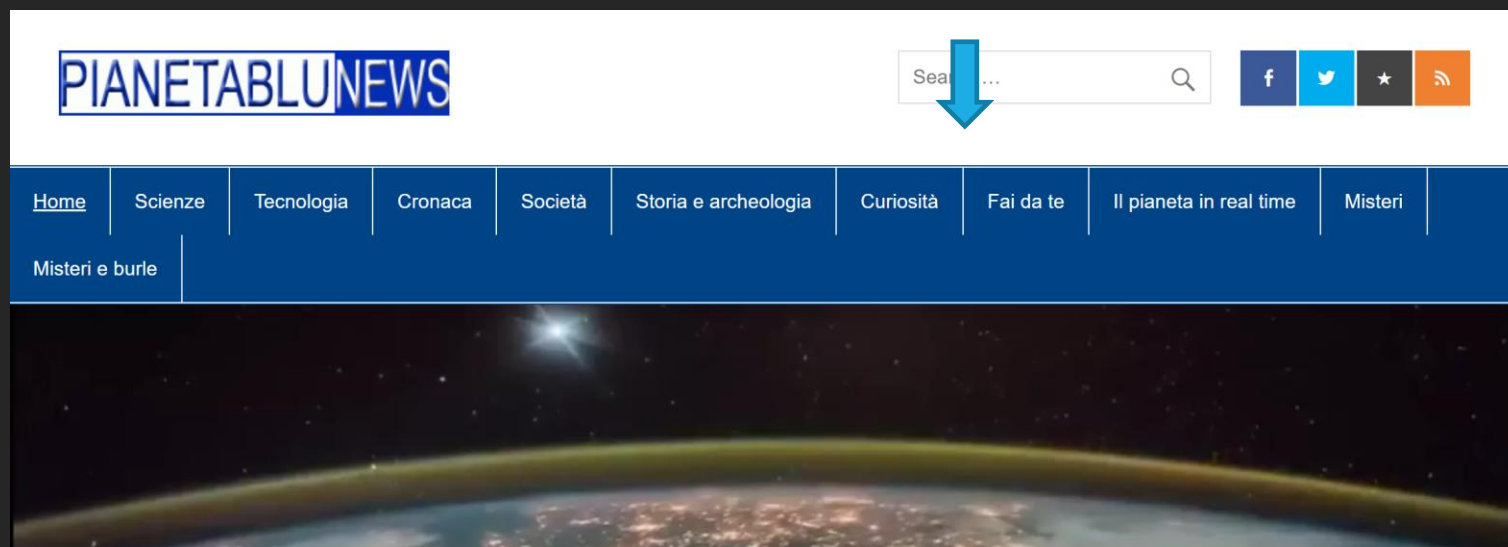 PIANETABLUNEWS
Home Scienze Tecnologia Cronaca Società Storia e archeologia Curiosità Fai da te Il pianeta in real time Misteri
Misteri e burle